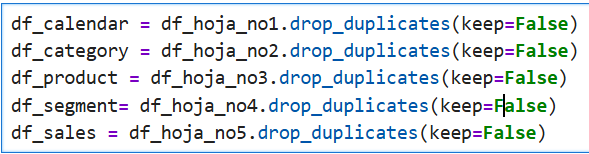 df_calendar = df_hoja_no1.drop_duplicates(keep=False)
df_category = df_hoja_no2.drop_duplicates(keep=False)
df_product = df_hoja_no3.drop_duplicates(keep=False)
df_segment= df_hoja_no4.drop_duplicates(keep=False)
df_sales = df_hoja_no5.drop_duplicates(keep=False)